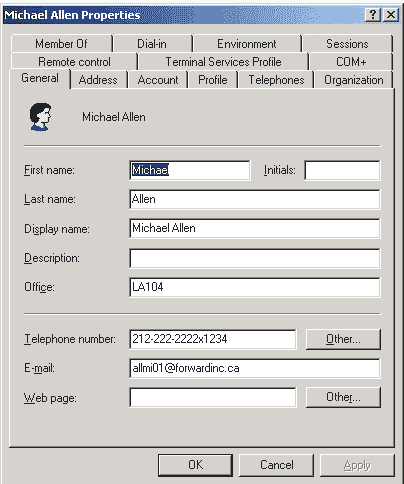 Michael Allen Properties ? ×
Member Of Dial-in Environment Sessions
Remote control Terminal Services Profile COM+
General Address Account Profile Telephones Organization
Michael Allen
First name: Michael Initials:
Last name: Allen
Display name: Michael Allen
Description:
Office: LA104
Telephone number: 212-222-2222x1234 Other...
E-mail: allmi01@forwardinc.ca
Web page: Other...
OK Cancel Apply